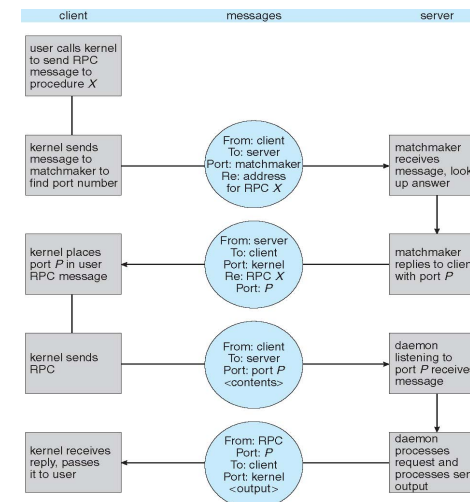 client
messages
server
user calls kernel
to send RPC
message to
procedure X
kernel sends
message to
matchmaker to
find port number
From: client
To: server
Port: matchmaker
Re: address
for RPC X
matchmaker
receives
message, look
up answer
kernel places
port P in user
RPC message
From: server
To: client
Port: kernel
Re: RPC X
Port: P
matchmaker
replies to client
with port P
kernel sends
RPC
From: client
To: server
Port: port P
<contents>
daemon
listening to
port P receive
message
kernel receives
reply, passes
it to user
From: RPC
Port: P
To: client
Port: kernel
<output>
daemon
processes
request and
processes sen
output